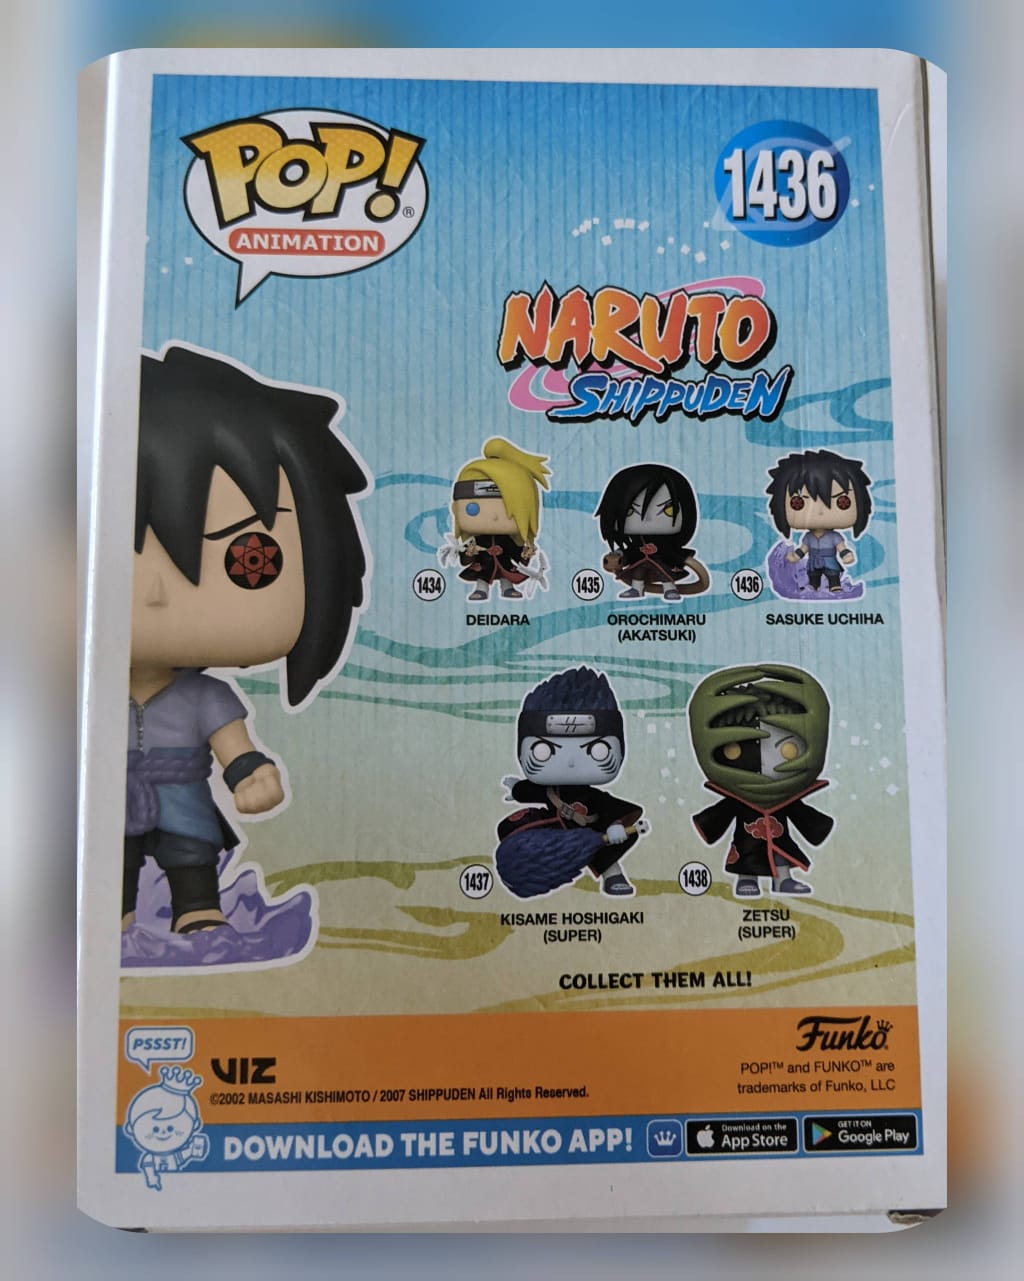 POP!®
ANIMATION
1436
NARUTO
SHIPPUDEN
1434
DEIDARA
1435
OROCHIMARU
(AKATSUKI)
1436
SASUKE UCHIHA
1437
KISAME HOSHIGAKI
(SUPER)
1438
ZETSU
(SUPER)
COLLECT THEM ALL!
PSSST!
VIZ
©2002 MASASHI KISHIMOTO / 2007 SHIPPUDEN All Rights Reserved.
Funko®
POP!™ and FUNKO™ are
trademarks of Funko, LLC
DOWNLOAD THE FUNKO APP!
Download on the
App Store
GET IT ON
Google Play